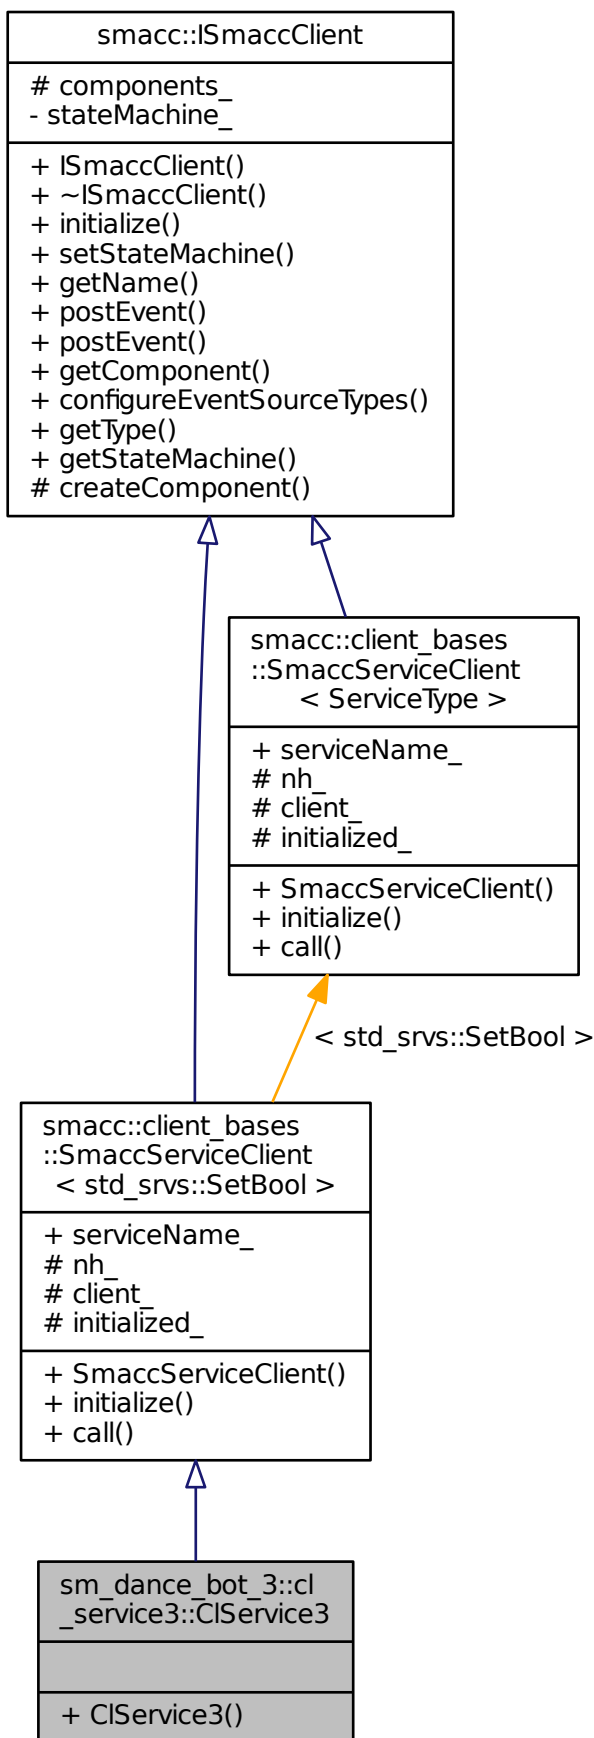 smacc::ISmaccClient
# components_
- stateMachine_
+ ISmaccClient()
+ ~ISmaccClient()
+ initialize()
+ setStateMachine()
+ getName()
+ postEvent()
+ postEvent()
+ getComponent()
+ configureEventSourceTypes()
+ getType()
+ getStateMachine()
# createComponent()
smacc::client_bases
::SmaccServiceClient
< ServiceType >
+ serviceName_
# nh_
# client_
# initialized_
+ SmaccServiceClient()
+ initialize()
+ call()
< std_srvs::SetBool >
smacc::client_bases
::SmaccServiceClient
< std_srvs::SetBool >
+ serviceName_
# nh_
# client_
# initialized_
+ SmaccServiceClient()
+ initialize()
+ call()
sm_dance_bot_3::cl
_service3::ClService3
+ ClService3()